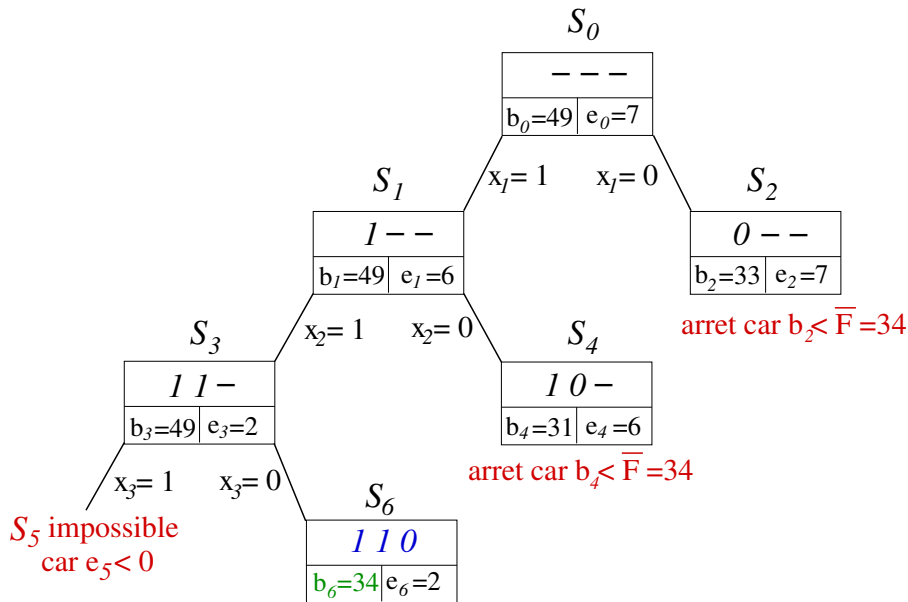 S₀
– – –
b₀=49 e₀=7
x₁= 1 x₁= 0
S₁ S₂
1 – – 0 – –
b₁=49 e₁=6 b₂=33 e₂=7
arret car b₂< F̅ =34
x₂= 1 x₂= 0
S₃ S₄
1 1 – 1 0 –
b₃=49 e₃=2 b₄=31 e₄=6
arret car b₄< F̅ =34
x₃= 1 x₃= 0
S₅ impossible
car e₅< 0
S₆
1 1 0
b₆=34 e₆=2